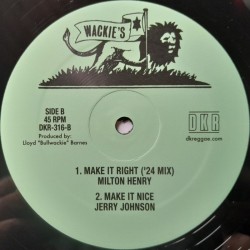 WACKIE'S
SIDE B
45 RPM
DKR-316-B
Produced by:
Lloyd "Bullwackie" Barnes
DKR
dkreggae.com
1. MAKE IT RIGHT ('24 MIX)
MILTON HENRY
2. MAKE IT NICE
JERRY JOHNSON